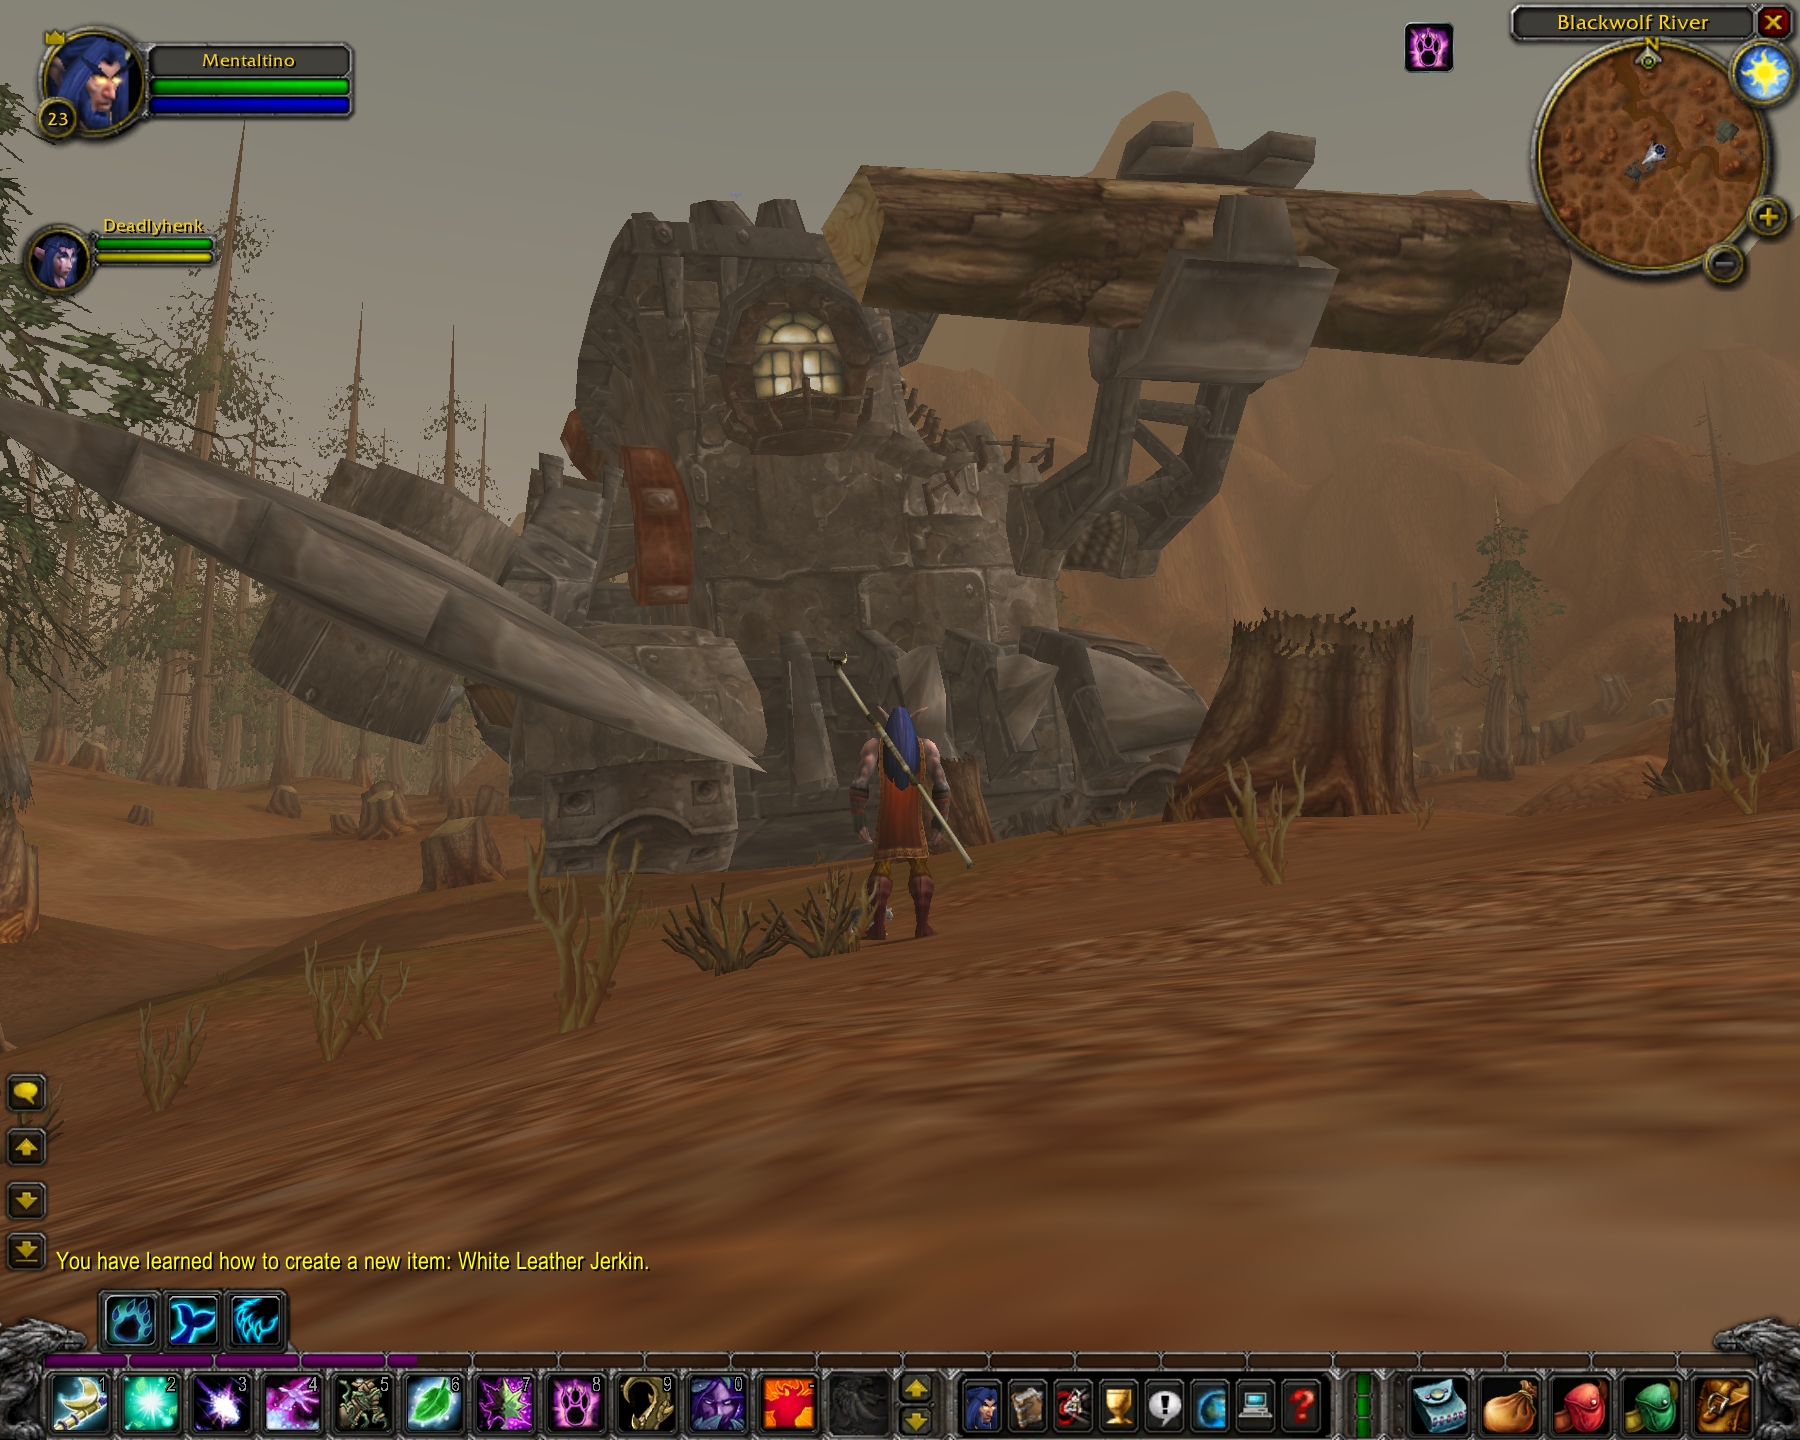 Blackwolf River
Mentaltino
23
N
Deadlyhenk
You have learned how to create a new item: White Leather Jerkin.
1 2 3 4 5 6 7 8 9 0 -